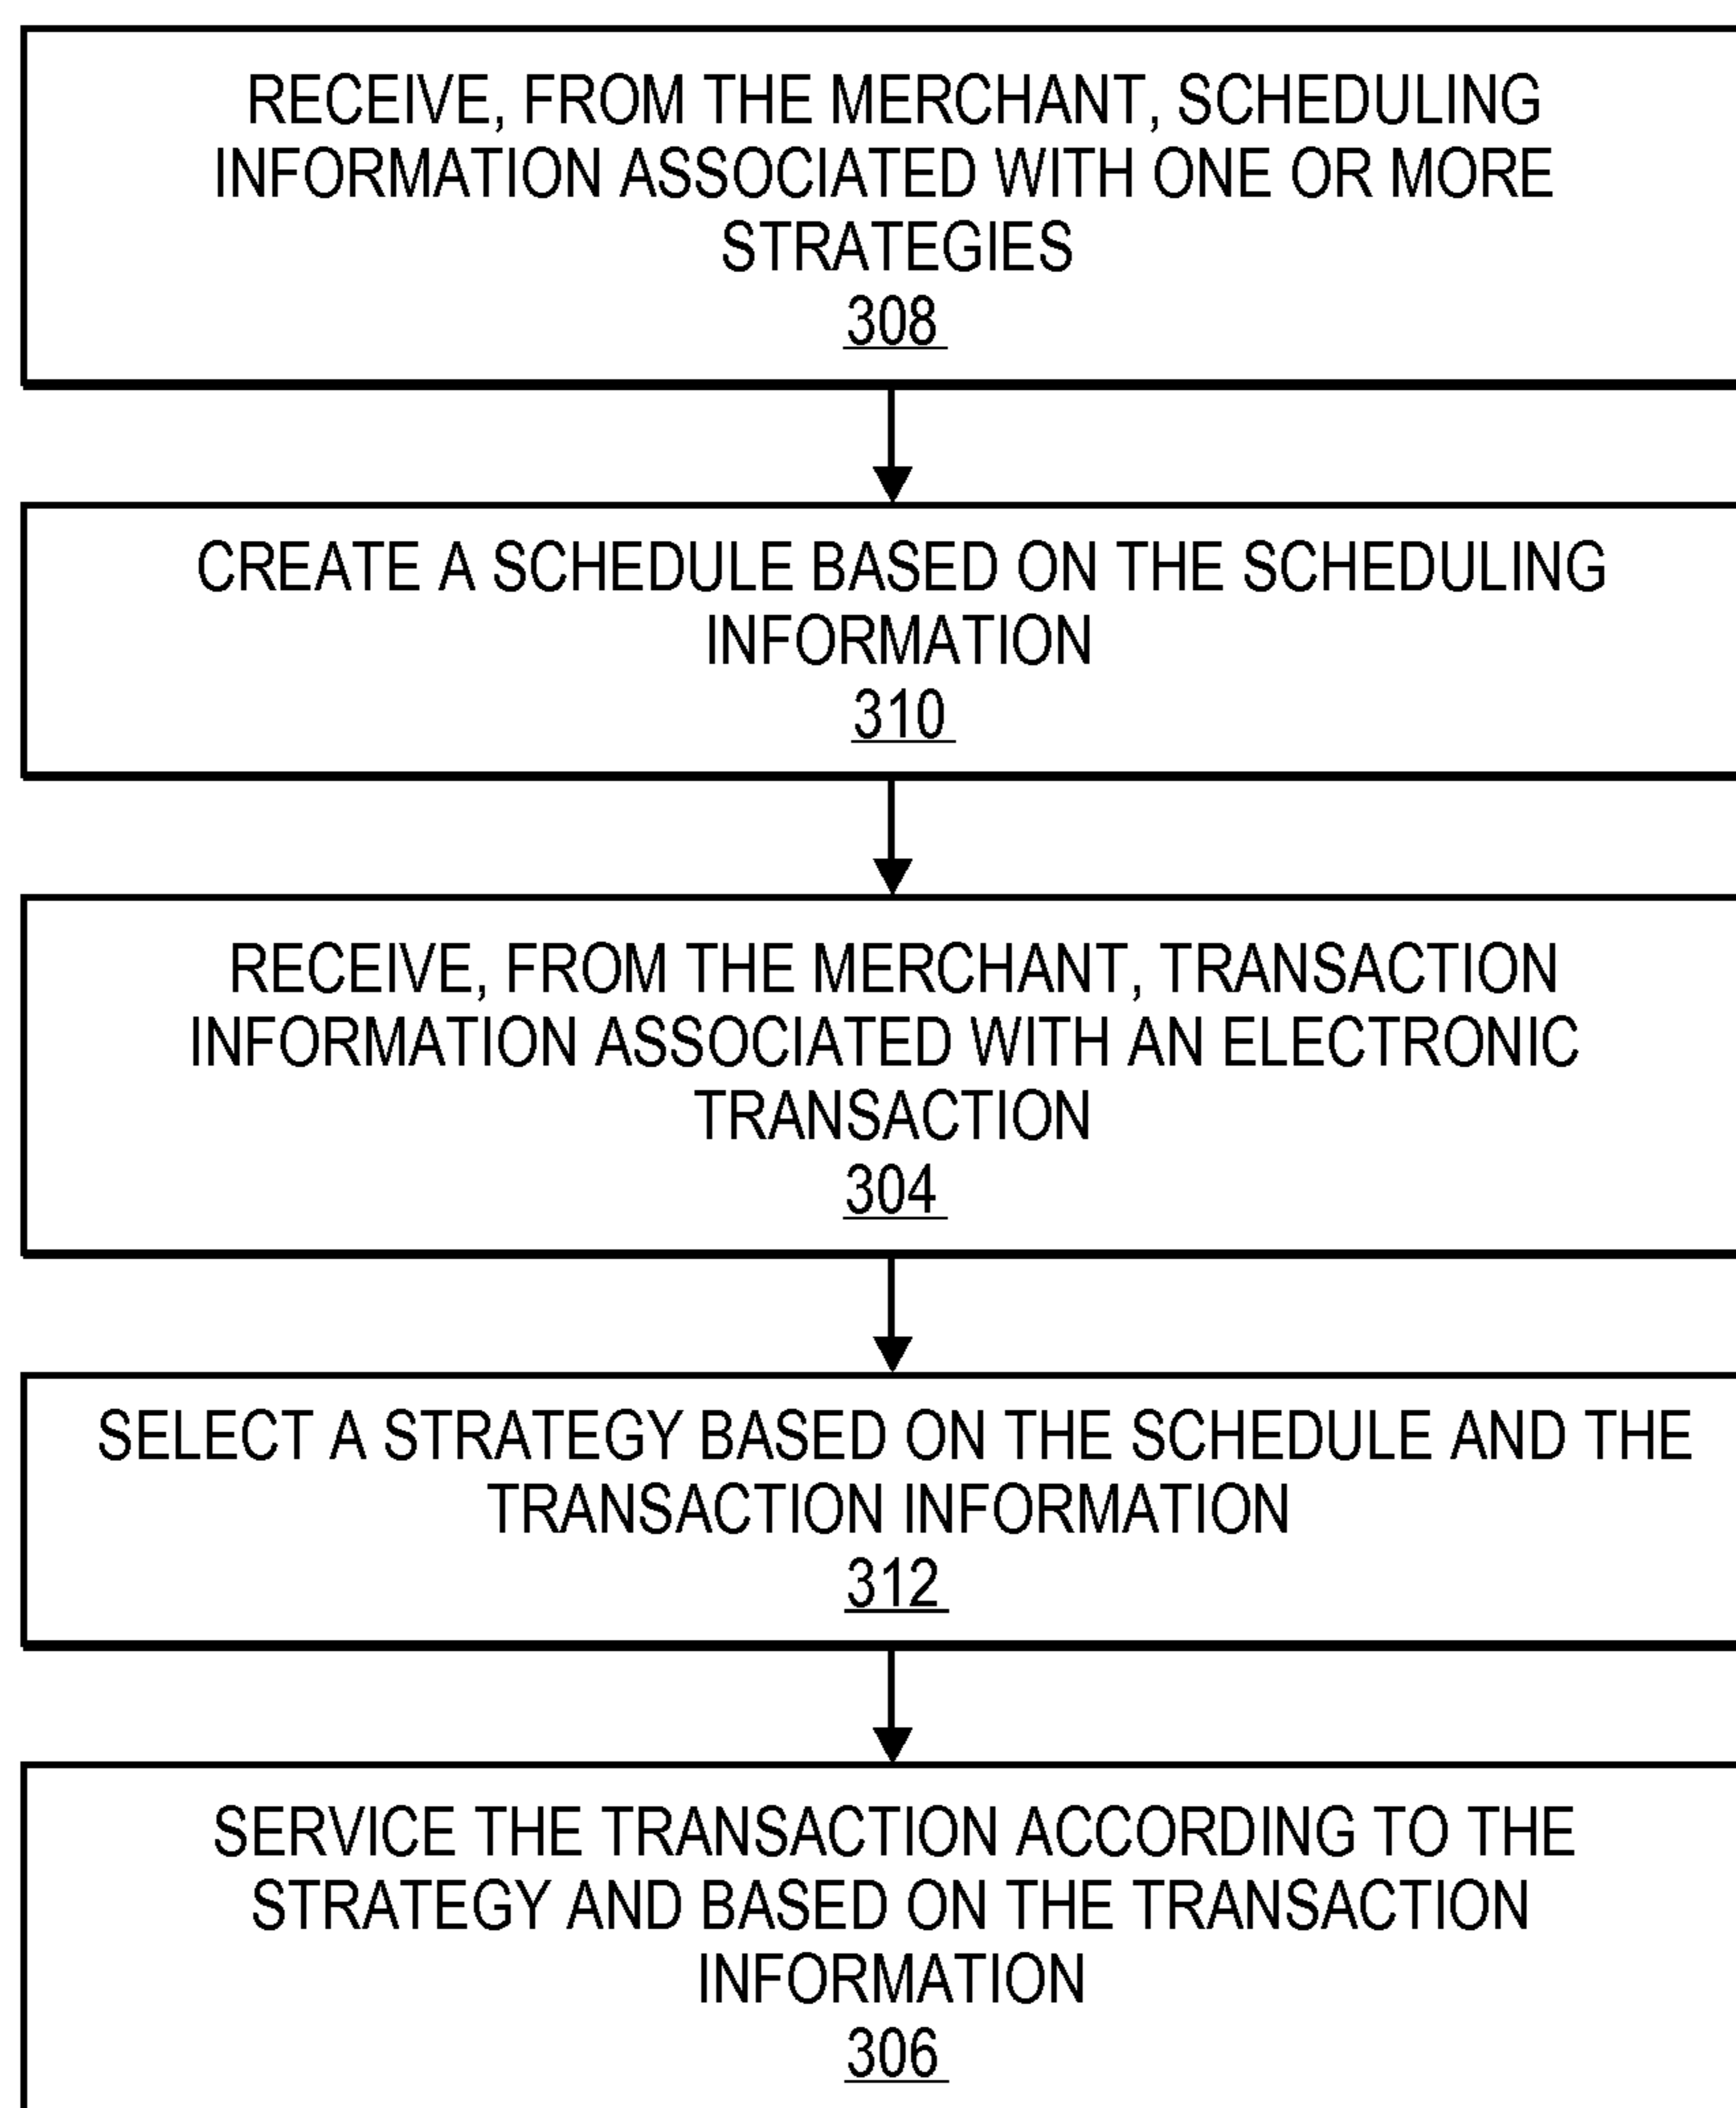 RECEIVE, FROM THE MERCHANT, SCHEDULING
INFORMATION ASSOCIATED WITH ONE OR MORE
STRATEGIES
308
CREATE A SCHEDULE BASED ON THE SCHEDULING
INFORMATION
310
RECEIVE, FROM THE MERCHANT, TRANSACTION
INFORMATION ASSOCIATED WITH AN ELECTRONIC
TRANSACTION
304
SELECT A STRATEGY BASED ON THE SCHEDULE AND THE
TRANSACTION INFORMATION
312
SERVICE THE TRANSACTION ACCORDING TO THE
STRATEGY AND BASED ON THE TRANSACTION
INFORMATION
306